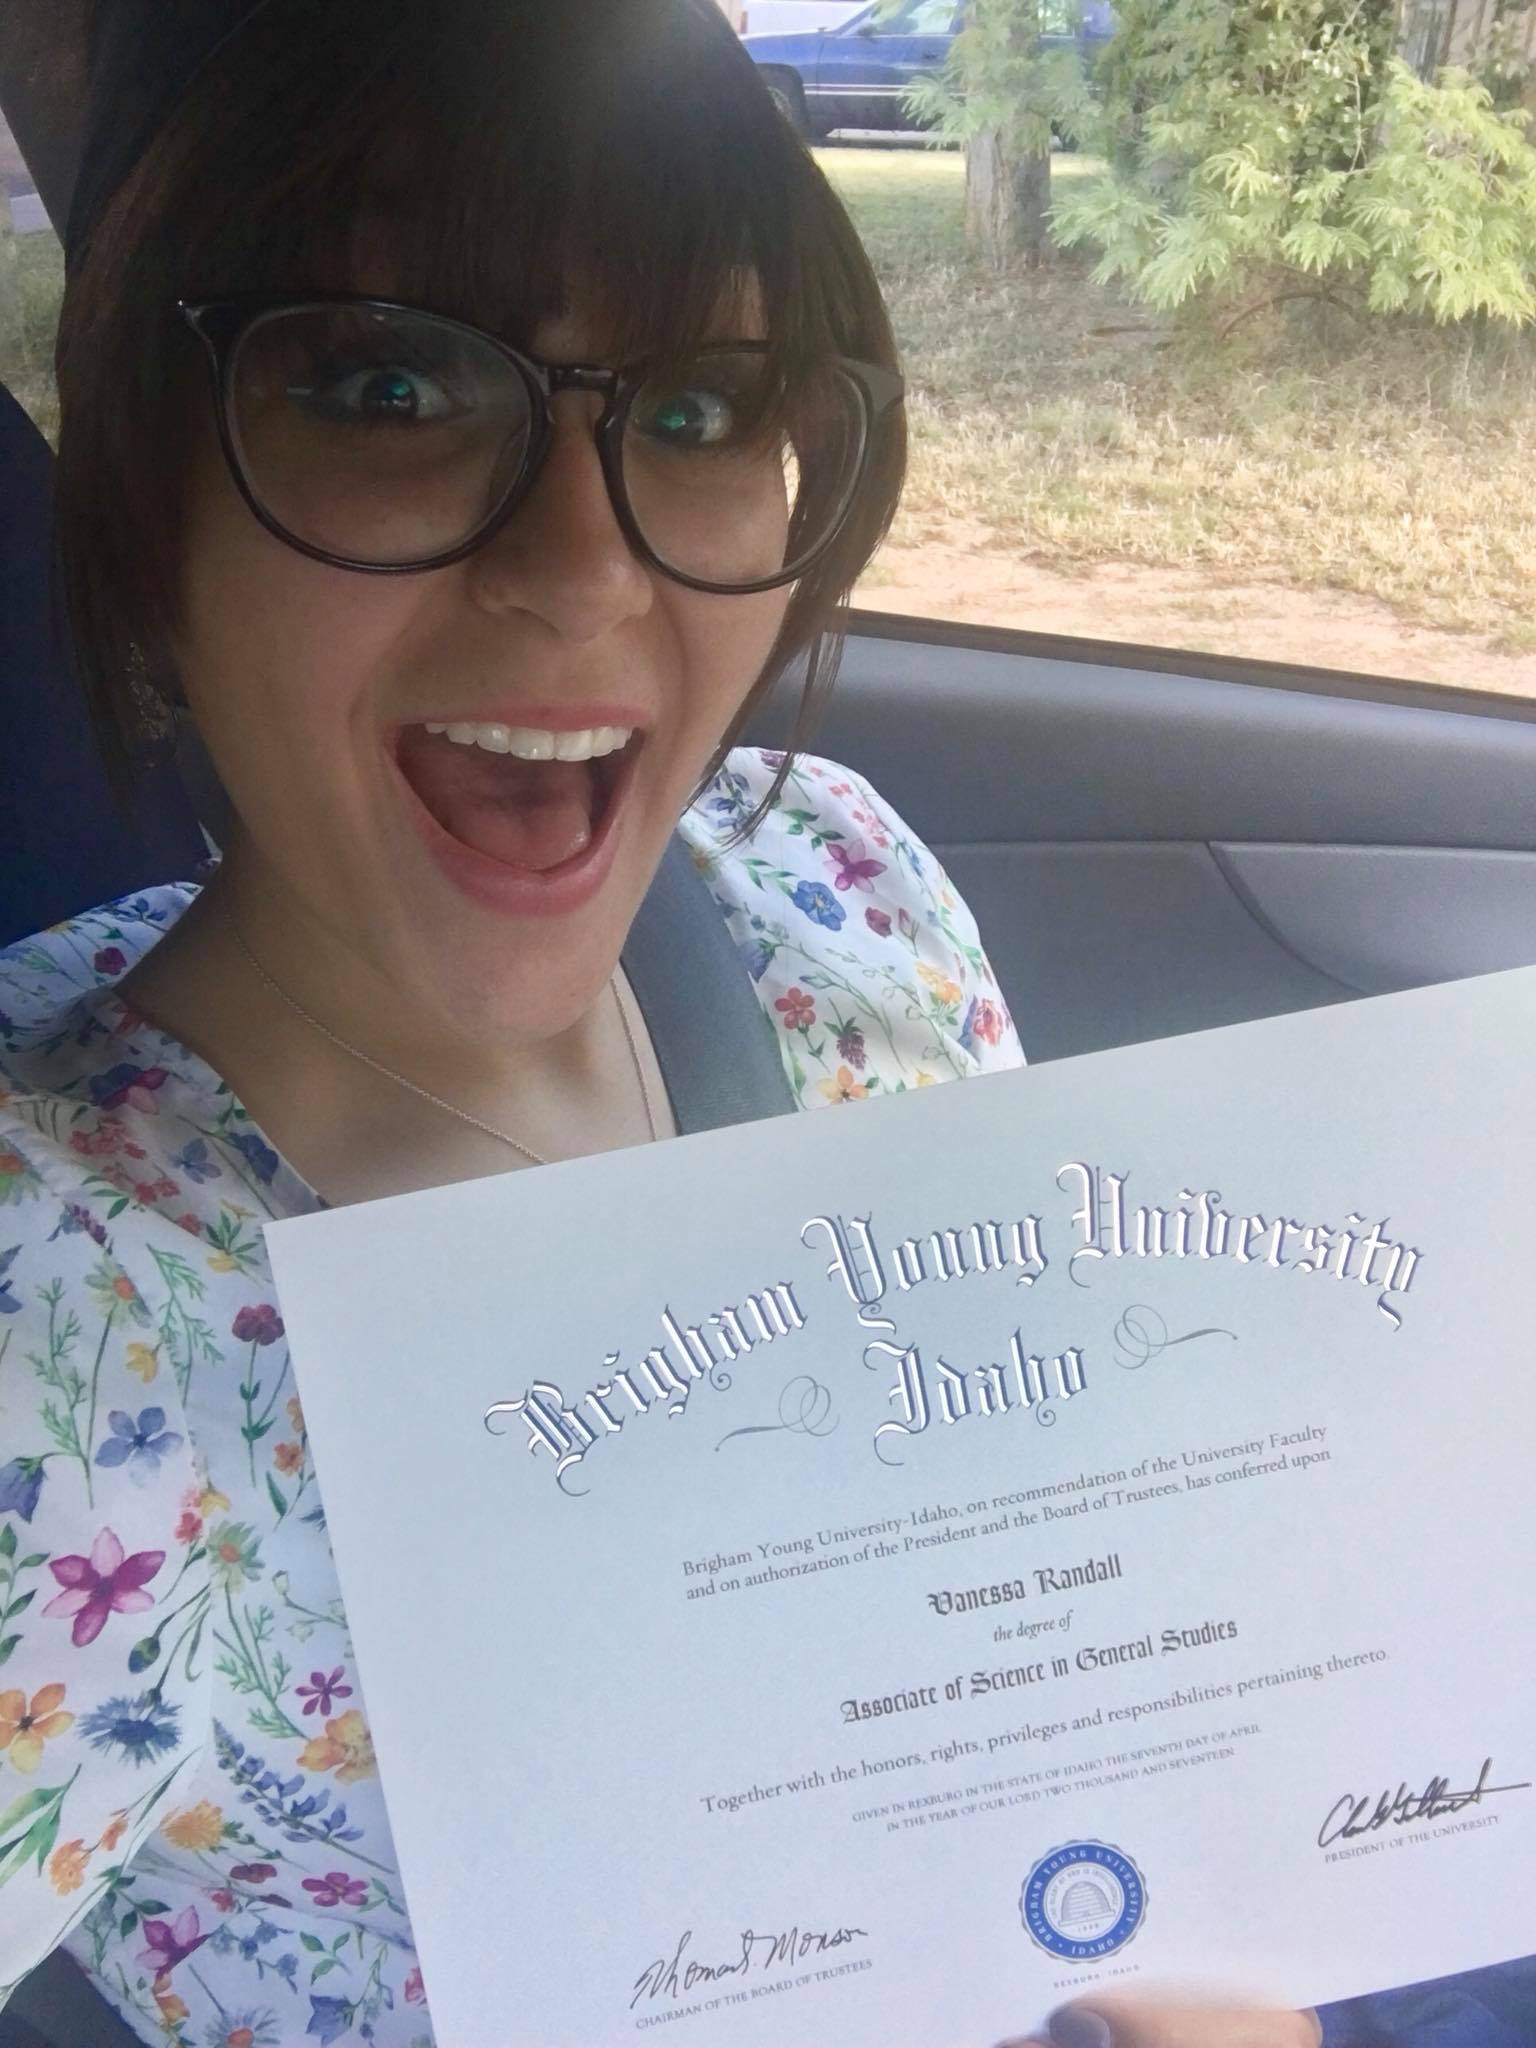 Brigham Young University
Idaho
Brigham Young University-Idaho, on recommendation of the University Faculty
and on authorization of the President and the Board of Trustees, has conferred upon
Vanessa Randall
the degree of
Associate of Science in General Studies
Together with the honors, rights, privileges and responsibilities pertaining thereto.
GIVEN IN REXBURG IN THE STATE OF IDAHO THE SEVENTH DAY OF APRIL
IN THE YEAR OF OUR LORD TWO THOUSAND AND SEVENTEEN
Thomas S. Monson
CHAIRMAN OF THE BOARD OF TRUSTEES
BRIGHAM YOUNG UNIVERSITY
• IDAHO •
1888
REXBURG IDAHO
PRESIDENT OF THE UNIVERSITY